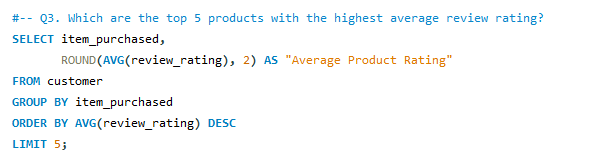 #-- Q3. Which are the top 5 products with the highest average review rating?
SELECT item_purchased,
       ROUND(AVG(review_rating), 2) AS "Average Product Rating"
FROM customer
GROUP BY item_purchased
ORDER BY AVG(review_rating) DESC
LIMIT 5;